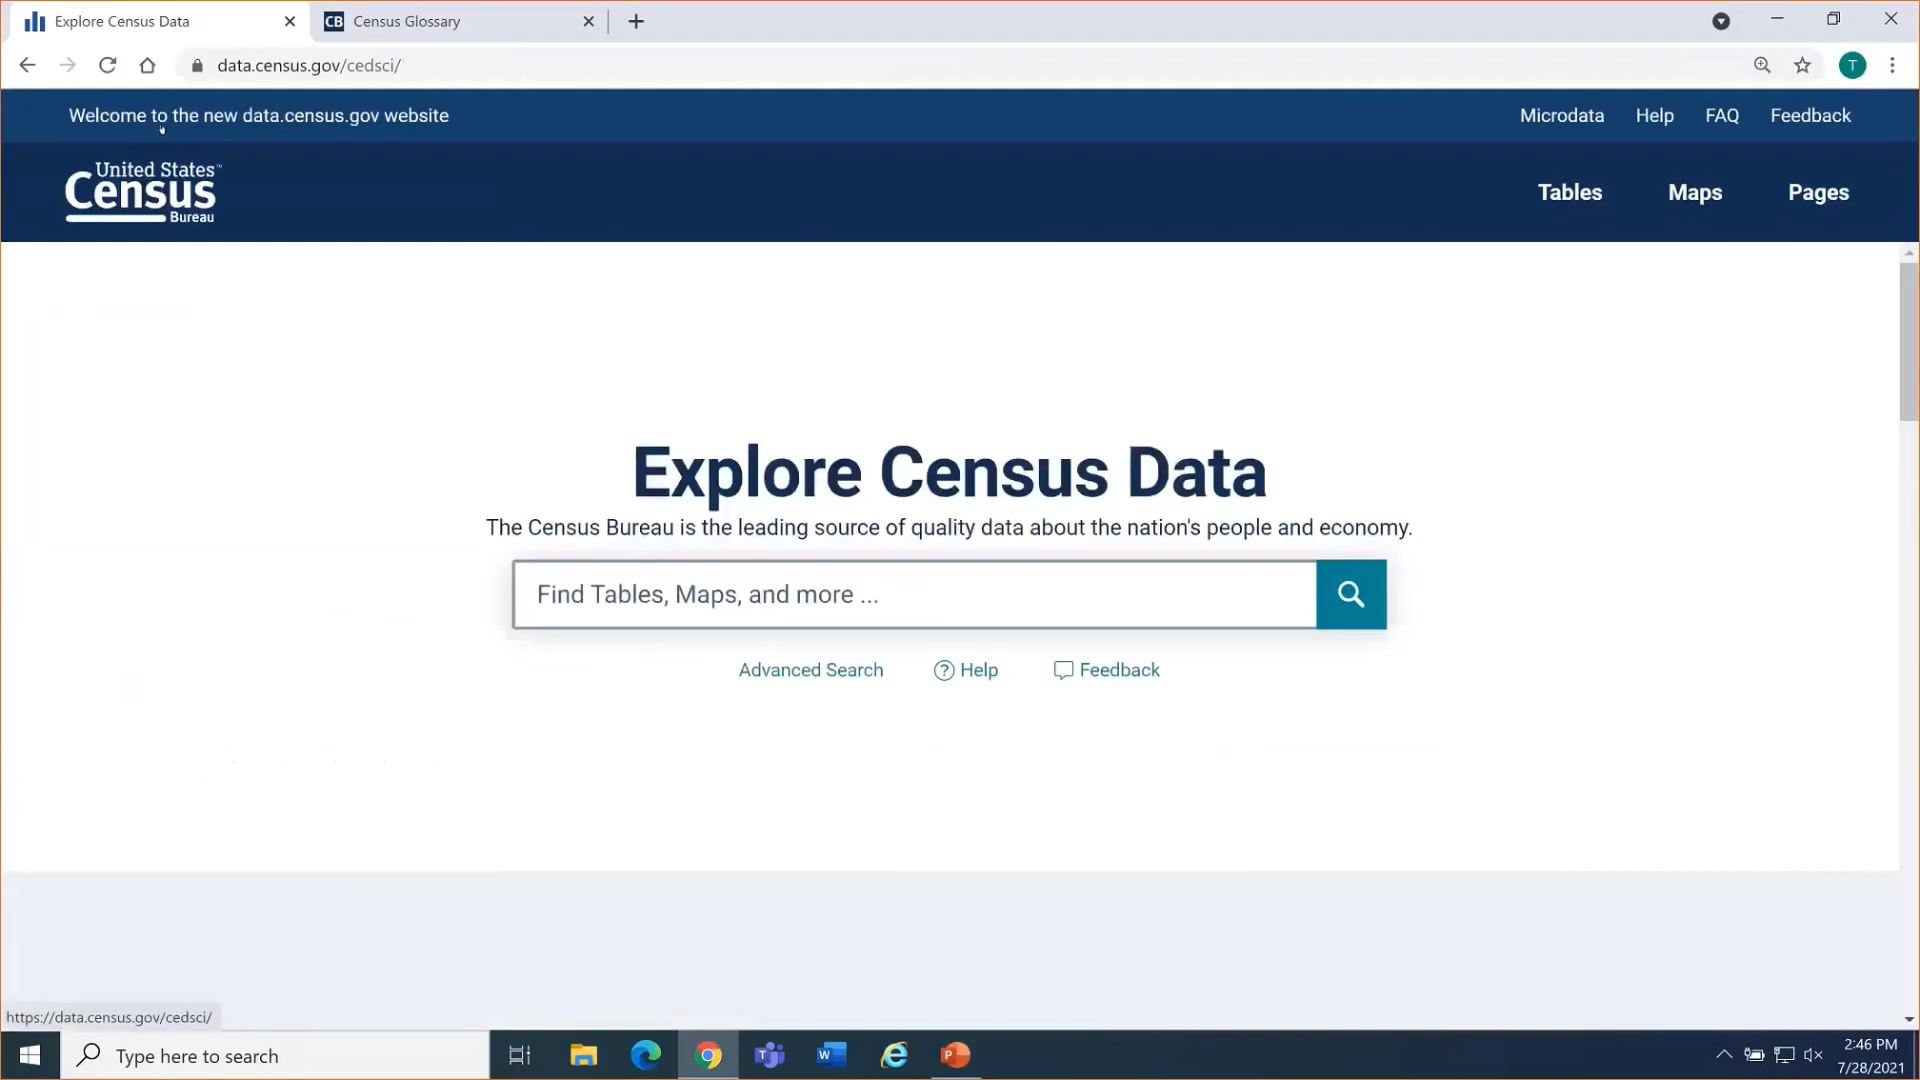 Explore Census Data
CB Census Glossary
data.census.gov/cedsci/
T
Welcome to the new data.census.gov website
Microdata Help FAQ Feedback
United States™
Census
Bureau
Tables Maps Pages
Explore Census Data
The Census Bureau is the leading source of quality data about the nation's people and economy.
Find Tables, Maps, and more ...
Advanced Search ? Help Feedback
https://data.census.gov/cedsci/
Type here to search
2:46 PM
7/28/2021